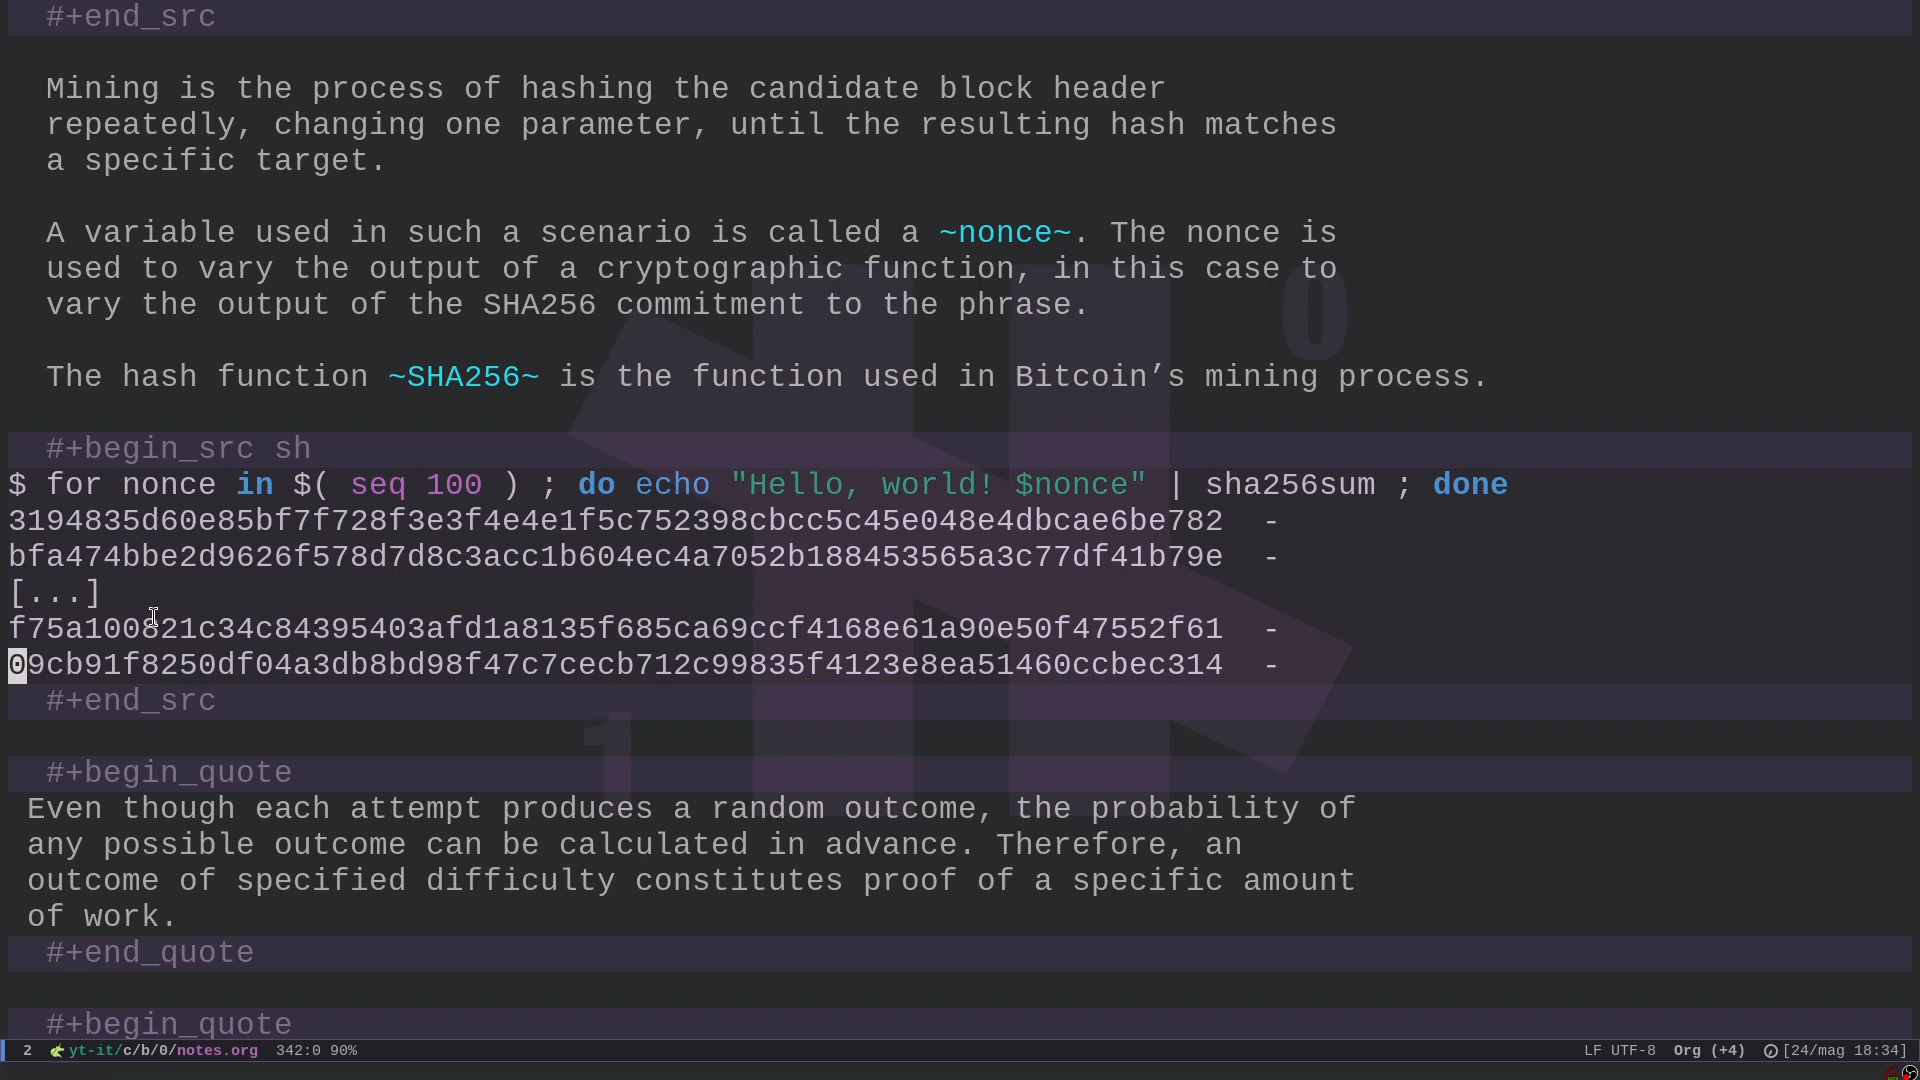 #+end_src
Mining is the process of hashing the candidate block header
repeatedly, changing one parameter, until the resulting hash matches
a specific target.
A variable used in such a scenario is called a ~nonce~. The nonce is
used to vary the output of a cryptographic function, in this case to
vary the output of the SHA256 commitment to the phrase.
The hash function ~SHA256~ is the function used in Bitcoin’s mining process.
#+begin_src sh
$ for nonce in $( seq 100 ) ; do echo "Hello, world! $nonce" | sha256sum ; done
3194835d60e85bf7f728f3e3f4e4e1f5c752398cbcc5c45e048e4dbcae6be782  -
bfa474bbe2d9626f578d7d8c3acc1b604ec4a7052b188453565a3c77df41b79e  -
[...]
f75a100821c34c84395403afd1a8135f685ca69ccf4168e61a90e50f47552f61  -
09cb91f8250df04a3db8bd98f47c7cecb712c99835f4123e8ea51460ccbec314  -
#+end_src
#+begin_quote
Even though each attempt produces a random outcome, the probability of
any possible outcome can be calculated in advance. Therefore, an
outcome of specified difficulty constitutes proof of a specific amount
of work.
#+end_quote
#+begin_quote
2 yt-it/c/b/0/notes.org 342:0 90% LF UTF-8 Org (+4) [24/mag 18:34]